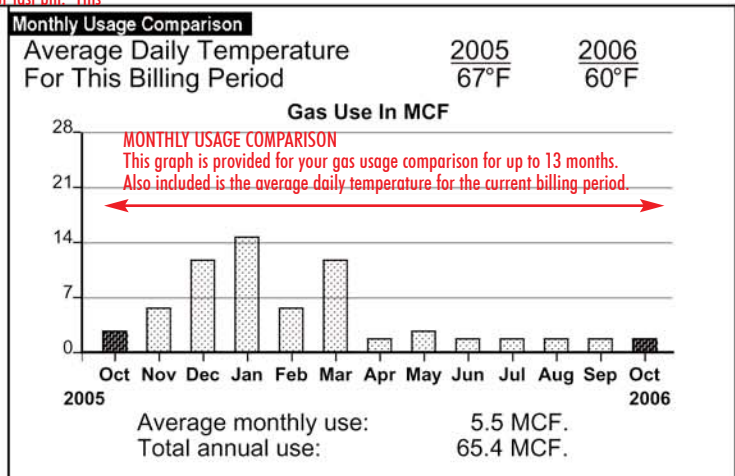 last bill. This
Monthly Usage Comparison
Average Daily Temperature 2005 2006
For This Billing Period 67°F 60°F
Gas Use In MCF
28
MONTHLY USAGE COMPARISON
This graph is provided for your gas usage comparison for up to 13 months.
Also included is the average daily temperature for the current billing period.
21
14
7
0
Oct Nov Dec Jan Feb Mar Apr May Jun Jul Aug Sep Oct
2005 2006
Average monthly use: 5.5 MCF.
Total annual use: 65.4 MCF.